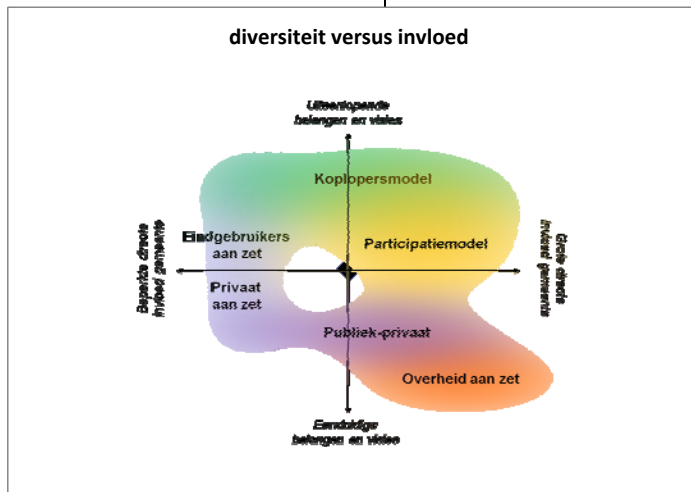 diversiteit versus invloed
Uiteenlopende
belangen en visies
Koplopersmodel
Eindgebruikers
aan zet
Participatiemodel
Beperkte directe
invloed gemeente
Grote directe
invloed gemeente
Privaat
aan zet
Publiek-privaat
Overheid aan zet
Eenduidige
belangen en visies